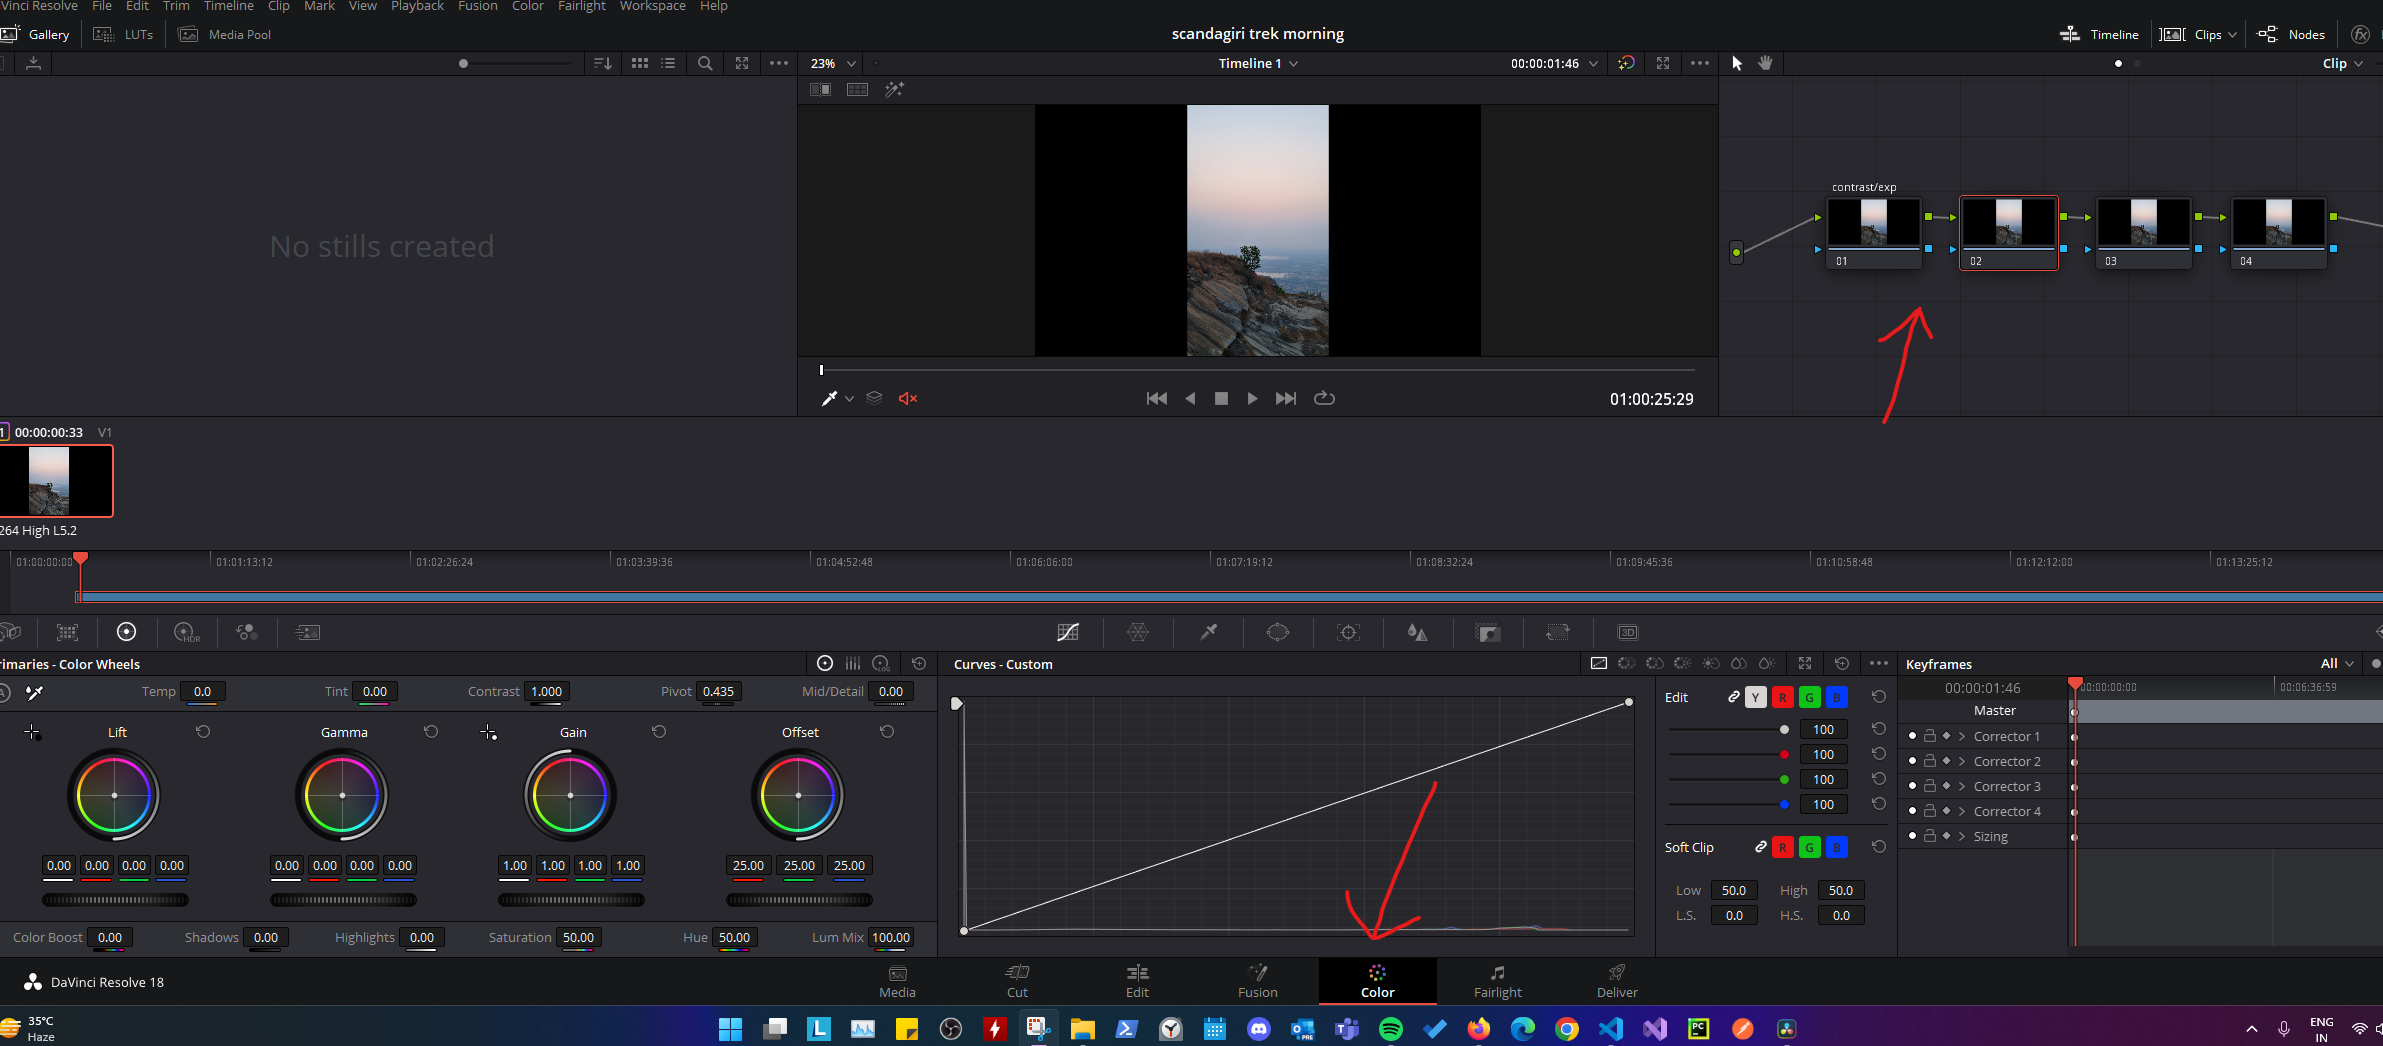 Vinci Resolve File Edit Trim Timeline Clip Mark View Playback Fusion Color Fairlight Workspace Help
Gallery LUTs Media Pool scandagiri trek morning Timeline Clips Nodes
23% Timeline 1 00:00:01:46 Clip
No stills created
contrast/exp
01 02 03 04
01:00:25:29
1 00:00:00:33 V1
264 High L5.2
01:00:00:00 01:01:13:12 01:02:26:24 01:03:39:36 01:04:52:48 01:06:06:00 01:07:19:12 01:08:32:24 01:09:45:36 01:10:58:48 01:12:12:00 01:13:25:12
HDR 3D
rimaries - Color Wheels LOG Curves - Custom Keyframes All
A Temp 0.0 Tint 0.00 Contrast 1.000 Pivot 0.435 Mid/Detail 0.00
Lift Gamma Gain Offset
0.00 0.00 0.00 0.00 0.00 0.00 0.00 0.00 1.00 1.00 1.00 1.00 25.00 25.00 25.00
Color Boost 0.00 Shadows 0.00 Highlights 0.00 Saturation 50.00 Hue 50.00 Lum Mix 100.00
Edit Y R G B
100
100
100
100
Soft Clip R G B
Low 50.0 High 50.0
L.S. 0.0 H.S. 0.0
00:00:01:46 00:00:00:00 00:06:36:59
Master
Corrector 1
Corrector 2
Corrector 3
Corrector 4
Sizing
DaVinci Resolve 18 Media Cut Edit Fusion Color Fairlight Deliver
35°C
Haze
L PRE PC
ENG
IN